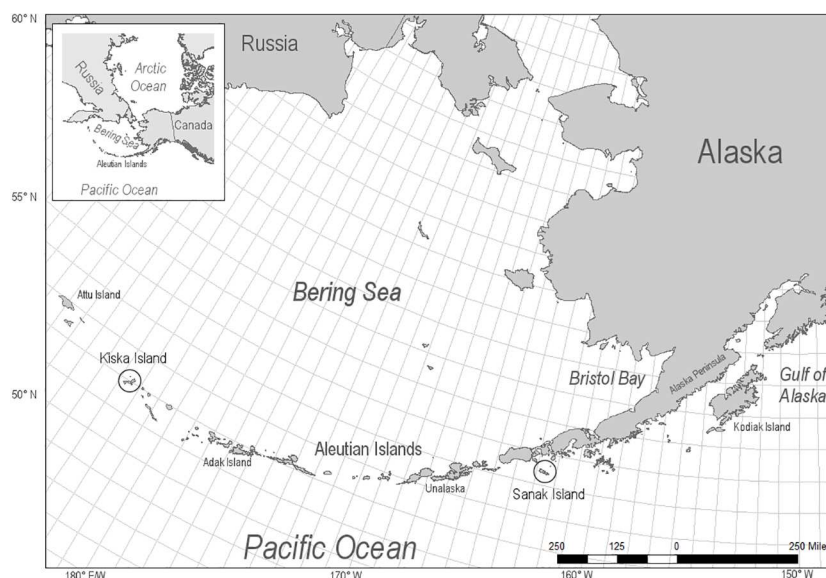 60° N
Russia
Alaska
Arctic
Ocean
Russia
Canada
Bering Sea
Aleutian Islands
Pacific Ocean
55° N
Bering Sea
Attu Island
Kiska Island
Bristol Bay
Alaska Peninsula
Gulf of
Alaska
50° N
Kodiak Island
Aleutian Islands
Adak Island
Unalaska
Sanak Island
Pacific Ocean
250 125 0 250 Mile
180° E/W
170° W
160° W
150° W